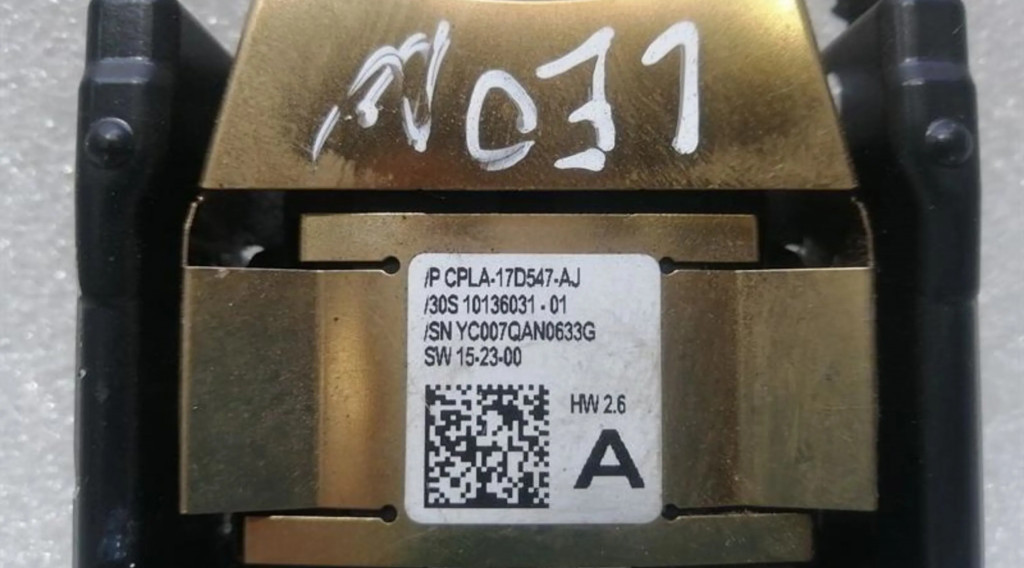 /P CPLA-17D547-AJ
/30S 10136031 - 01
/SN YC007QAN0633G
SW 15-23-00
HW 2.6
A